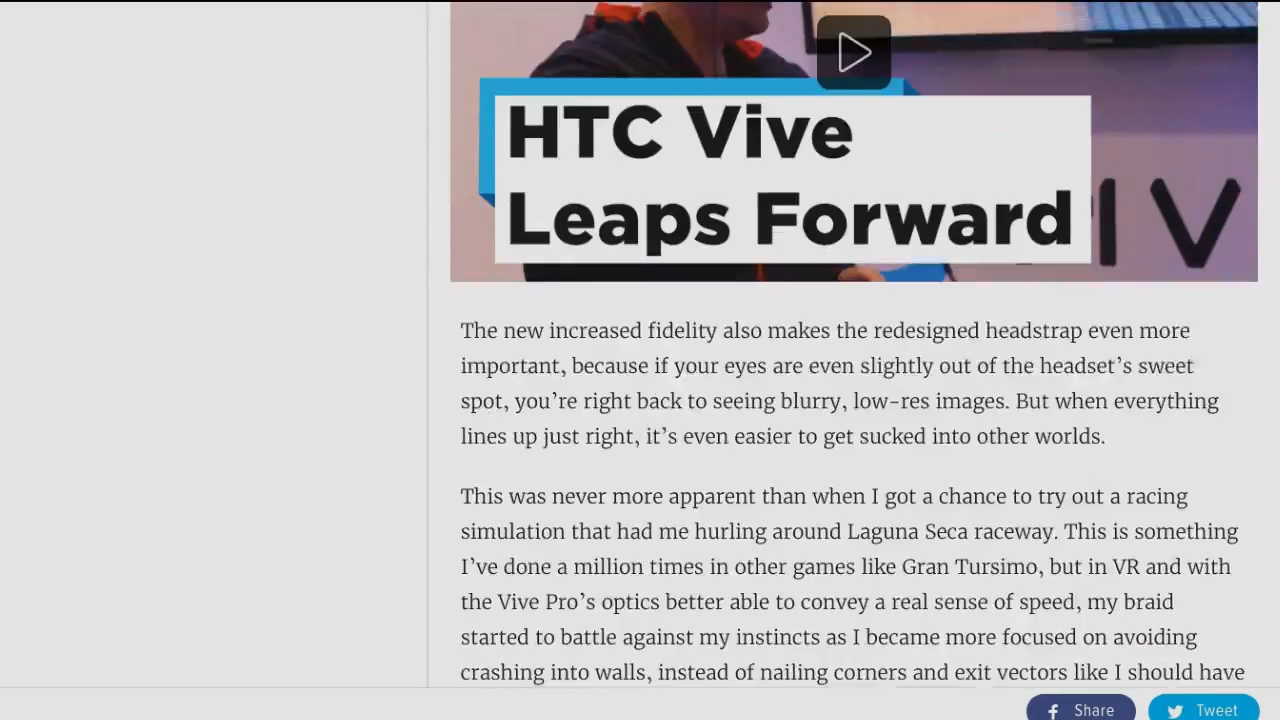 HTC Vive
Leaps Forward
IV
The new increased fidelity also makes the redesigned headstrap even more
important, because if your eyes are even slightly out of the headset’s sweet
spot, you’re right back to seeing blurry, low-res images. But when everything
lines up just right, it’s even easier to get sucked into other worlds.
This was never more apparent than when I got a chance to try out a racing
simulation that had me hurling around Laguna Seca raceway. This is something
I’ve done a million times in other games like Gran Tursimo, but in VR and with
the Vive Pro’s optics better able to convey a real sense of speed, my braid
started to battle against my instincts as I became more focused on avoiding
crashing into walls, instead of nailing corners and exit vectors like I should have
Share
Tweet